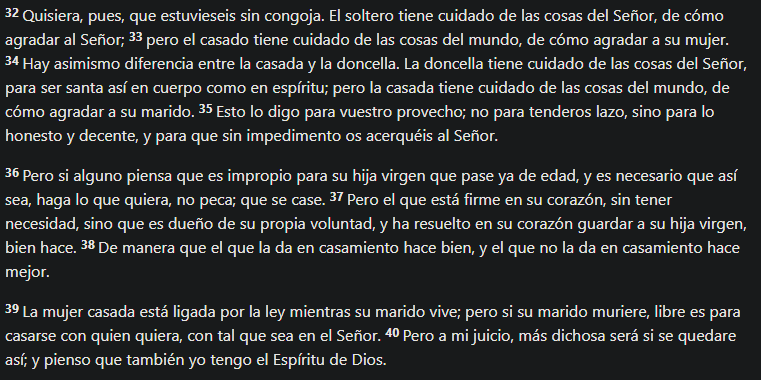 32 Quisiera, pues, que estuvieseis sin congoja. El soltero tiene cuidado de las cosas del Señor, de cómo
agradar al Señor; 33 pero el casado tiene cuidado de las cosas del mundo, de cómo agradar a su mujer.
34 Hay asimismo diferencia entre la casada y la doncella. La doncella tiene cuidado de las cosas del Señor,
para ser santa así en cuerpo como en espíritu; pero la casada tiene cuidado de las cosas del mundo, de
cómo agradar a su marido. 35 Esto lo digo para vuestro provecho; no para tenderos lazo, sino para lo
honesto y decente, y para que sin impedimento os acerquéis al Señor.
36 Pero si alguno piensa que es impropio para su hija virgen que pase ya de edad, y es necesario que así
sea, haga lo que quiera, no peca; que se case. 37 Pero el que está firme en su corazón, sin tener
necesidad, sino que es dueño de su propia voluntad, y ha resuelto en su corazón guardar a su hija virgen,
bien hace. 38 De manera que el que la da en casamiento hace bien, y el que no la da en casamiento hace
mejor.
39 La mujer casada está ligada por la ley mientras su marido vive; pero si su marido muriere, libre es para
casarse con quien quiera, con tal que sea en el Señor. 40 Pero a mi juicio, más dichosa será si se quedare
así; y pienso que también yo tengo el Espíritu de Dios.